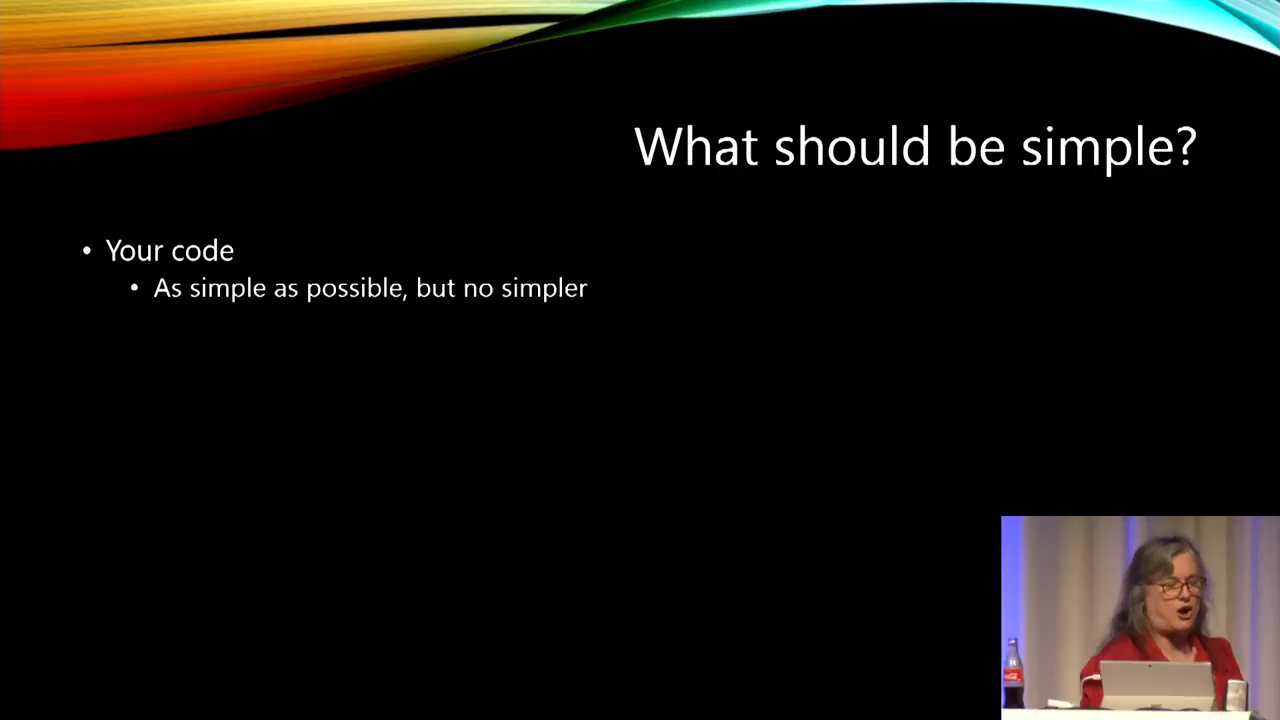 What should be simple?
• Your code
• As simple as possible, but no simpler